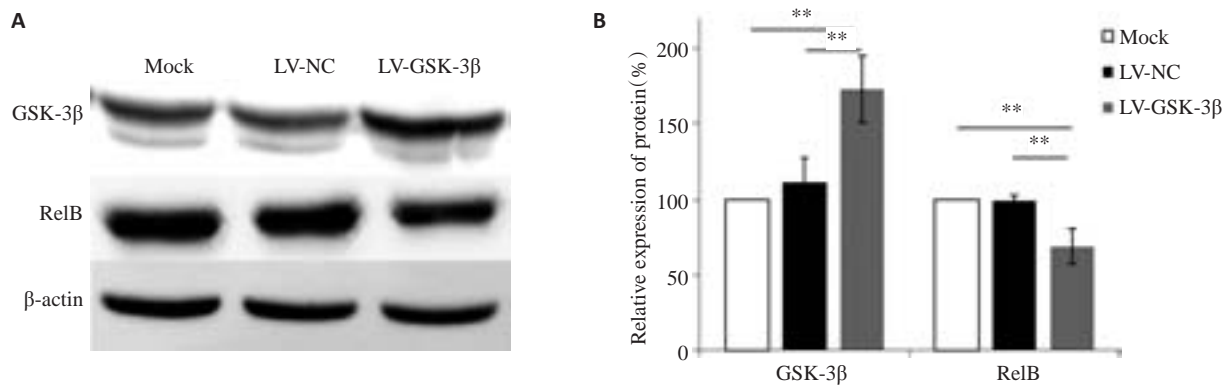 A
Mock LV-NC LV-GSK-3β
GSK-3β
RelB
β-actin
B
Relative expression of protein(%)
200
150
100
50
0
**
**
**
**
GSK-3β RelB
Mock
LV-NC
LV-GSK-3β